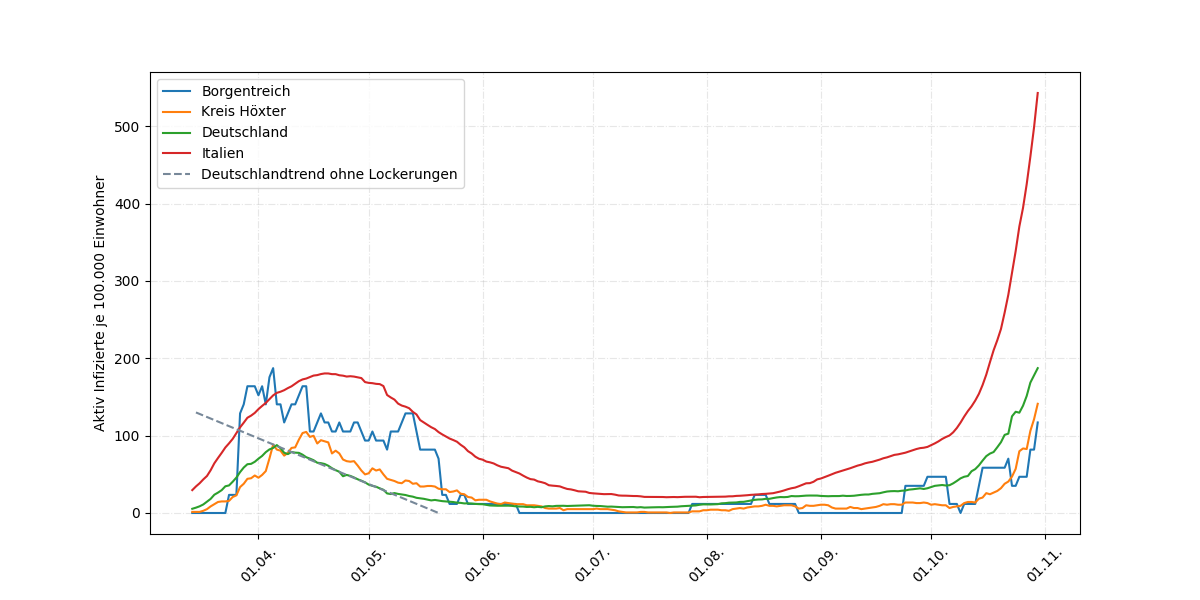 Borgentreich
Kreis Höxter
Deutschland
Italien
Deutschlandtrend ohne Lockerungen
Aktiv Infizierte je 100.000 Einwohner
500
400
300
200
100
0
01.04.
01.05.
01.06.
01.07.
01.08.
01.09.
01.10.
01.11.